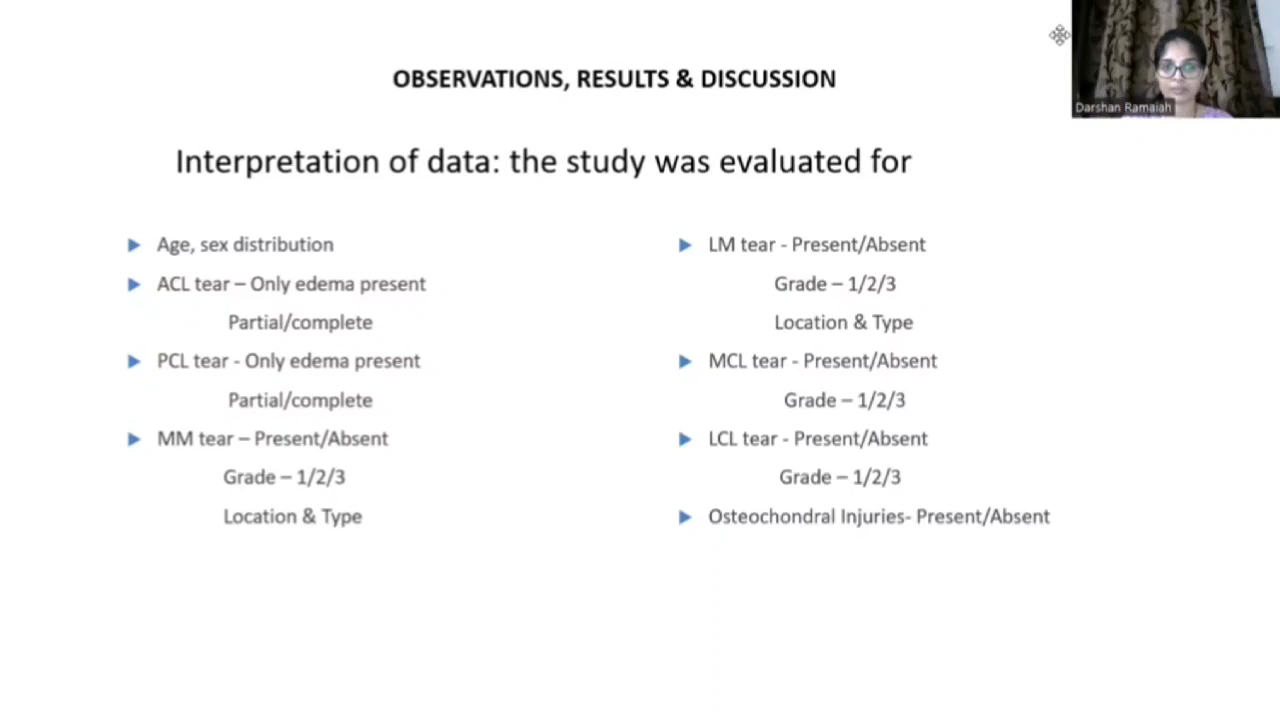 OBSERVATIONS, RESULTS & DISCUSSION
Darshan Ramaiah
Interpretation of data: the study was evaluated for
Age, sex distribution
ACL tear – Only edema present
Partial/complete
PCL tear - Only edema present
Partial/complete
MM tear – Present/Absent
Grade – 1/2/3
Location & Type
LM tear - Present/Absent
Grade – 1/2/3
Location & Type
MCL tear - Present/Absent
Grade – 1/2/3
LCL tear - Present/Absent
Grade – 1/2/3
Osteochondral Injuries- Present/Absent